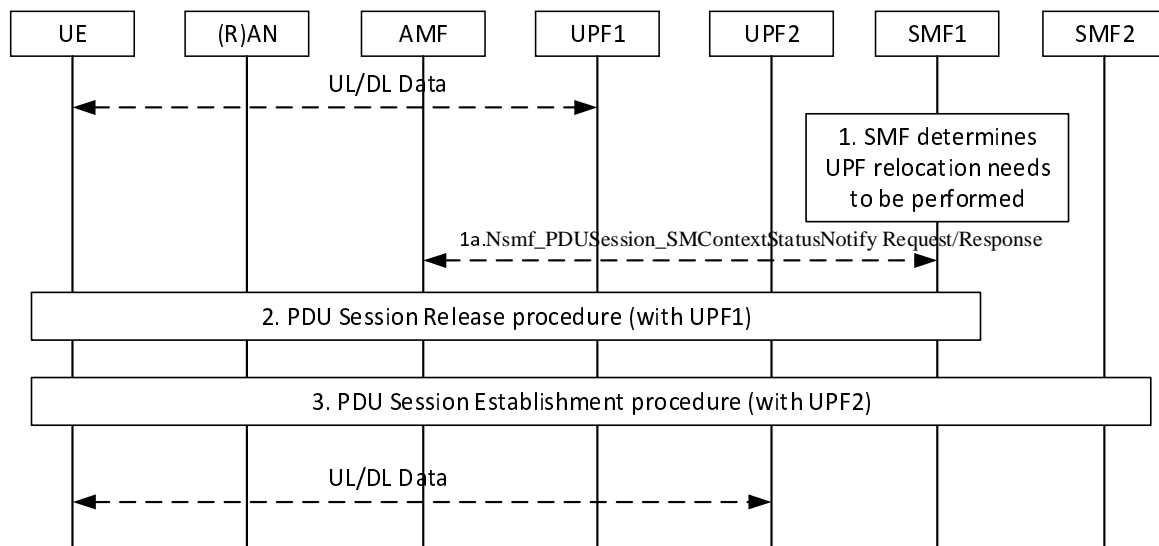 UE
(R)AN
AMF
UPF1
UPF2
SMF1
SMF2
UL/DL Data
1. SMF determines
UPF relocation needs
to be performed
1a.Nsmf_PDUSession_SMContextStatusNotify Request/Response
2. PDU Session Release procedure (with UPF1)
3. PDU Session Establishment procedure (with UPF2)
UL/DL Data